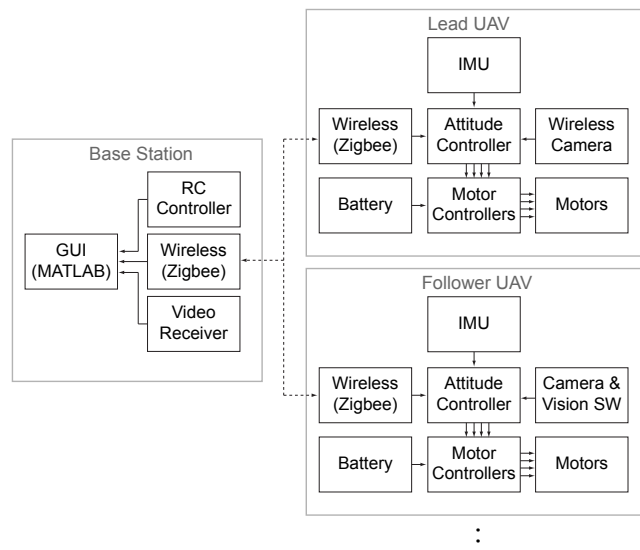 Lead UAV
IMU
Wireless
(Zigbee)
Attitude
Controller
Wireless
Camera
Battery
Motor
Controllers
Motors
Base Station
RC
Controller
GUI
(MATLAB)
Wireless
(Zigbee)
Video
Receiver
Follower UAV
IMU
Wireless
(Zigbee)
Attitude
Controller
Camera &
Vision SW
Battery
Motor
Controllers
Motors